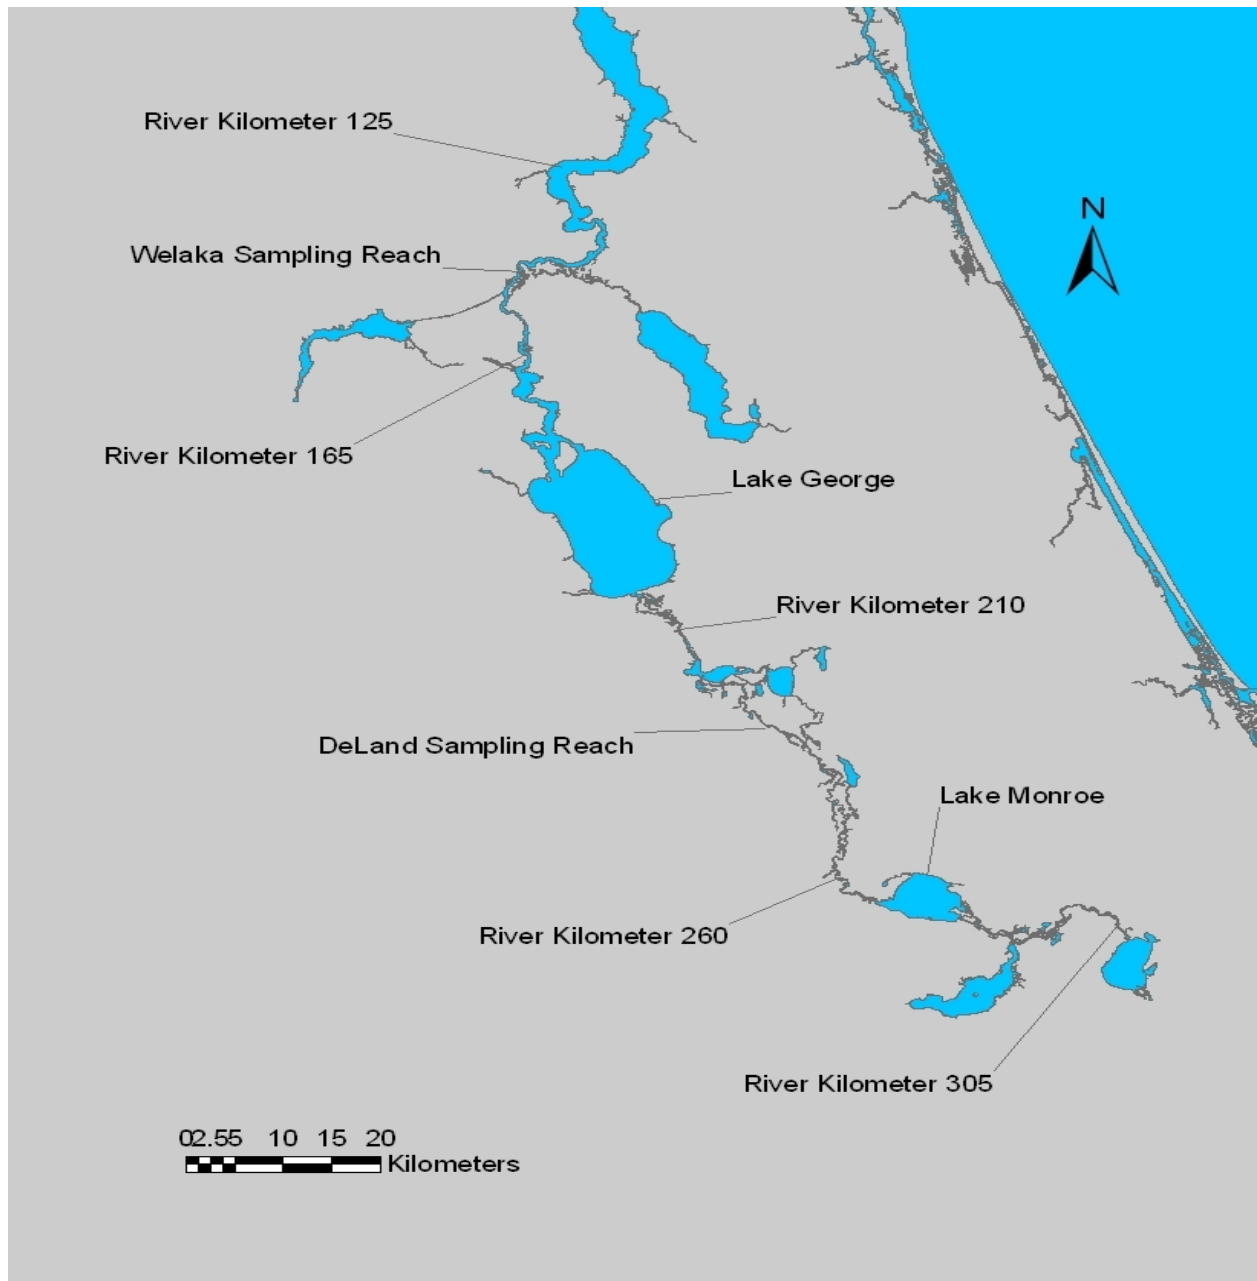 River Kilometer 125
N
Welaka Sampling Reach
River Kilometer 165
Lake George
River Kilometer 210
DeLand Sampling Reach
Lake Monroe
River Kilometer 260
River Kilometer 305
02.55 10 15 20
Kilometers